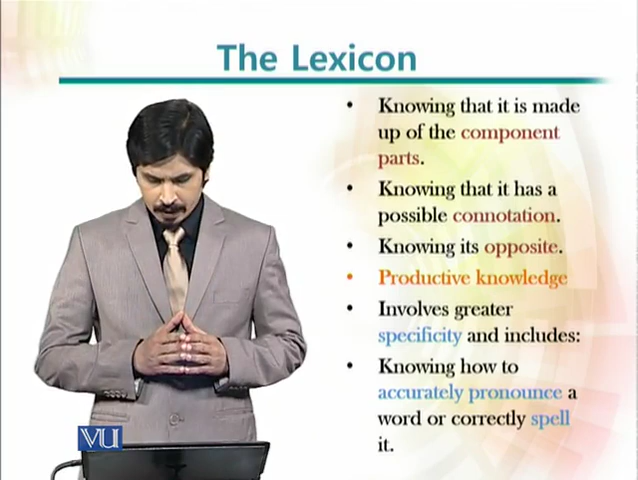 The Lexicon
• Knowing that it is made
up of the component
parts.
• Knowing that it has a
possible connotation.
• Knowing its opposite.
• Productive knowledge
• Involves greater
specificity and includes:
• Knowing how to
accurately pronounce a
word or correctly spell
it.
VU